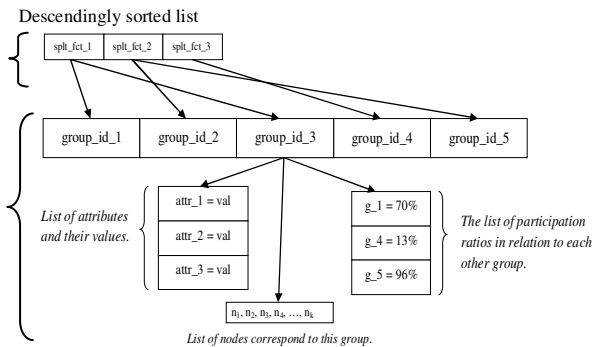 Descendingly sorted list
splt_fct_1 splt_fct_2 splt_fct_3
group_id_1 group_id_2 group_id_3 group_id_4 group_id_5
List of attributes
and their values.
attr_1 = val
attr_2 = val
attr_3 = val
g_1 = 70%
g_4 = 13%
g_5 = 96%
The list of participation
ratios in relation to each
other group.
n1, n2, n3, n4, …, nk
List of nodes correspond to this group.